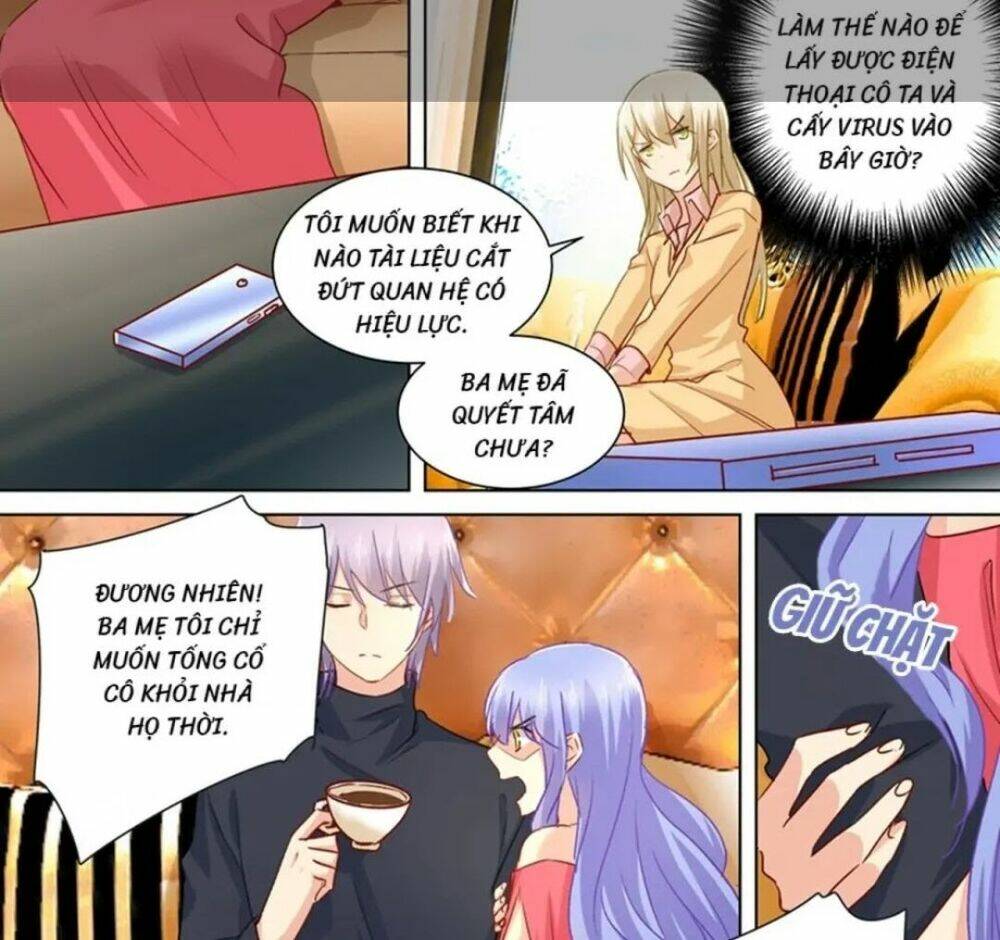 LÀM THẾ NÀO ĐỂ
LẤY ĐƯỢC ĐIỆN
THOẠI CÔ TA VÀ
CẤY VIRUS VÀO
BÂY GIỜ?
TÔI MUỐN BIẾT KHI
NÀO TÀI LIỆU CẮT
ĐỨT QUAN HỆ CÓ
HIỆU LỰC.
BA MẸ ĐÃ
QUYẾT TÂM
CHƯA?
ĐƯƠNG NHIÊN!
BA MẸ TÔI CHỈ
MUỐN TỐNG CỔ
CÔ KHỎI NHÀ
HỌ THỜI.
GIỮ CHẶT